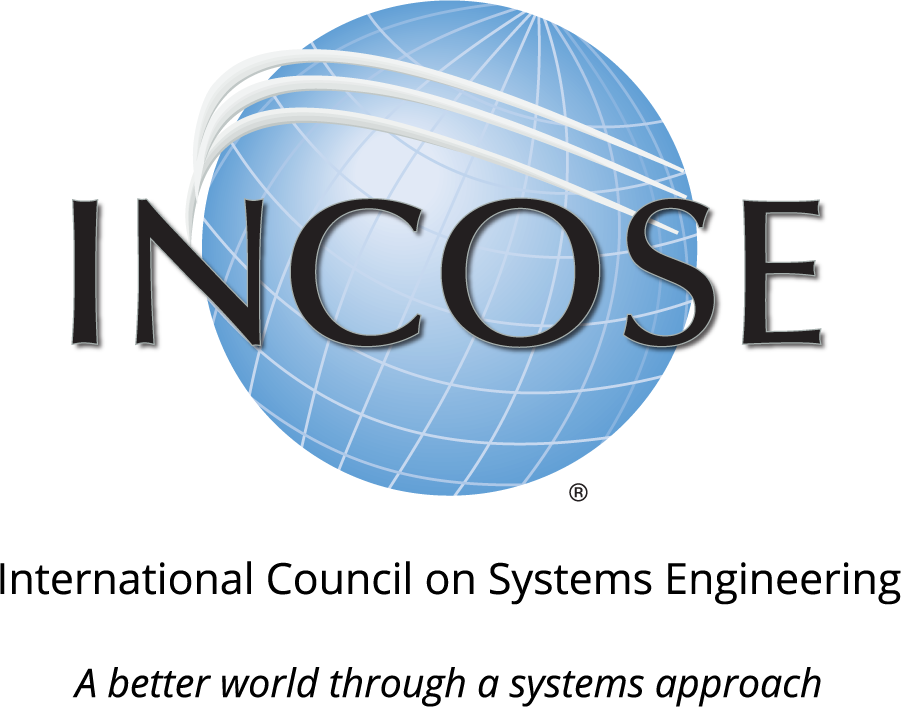 INCOSE
®
International Council on Systems Engineering
A better world through a systems approach